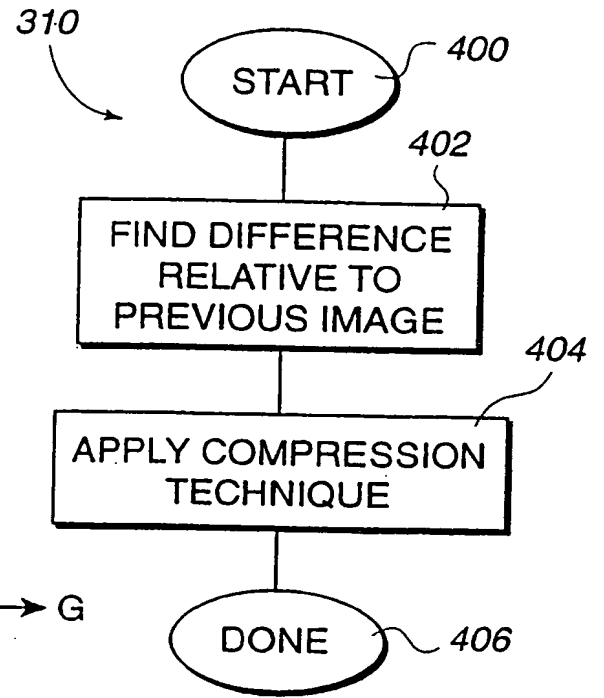 310
START
400
402
FIND DIFFERENCE
RELATIVE TO
PREVIOUS IMAGE
404
APPLY COMPRESSION
TECHNIQUE
G
DONE
406